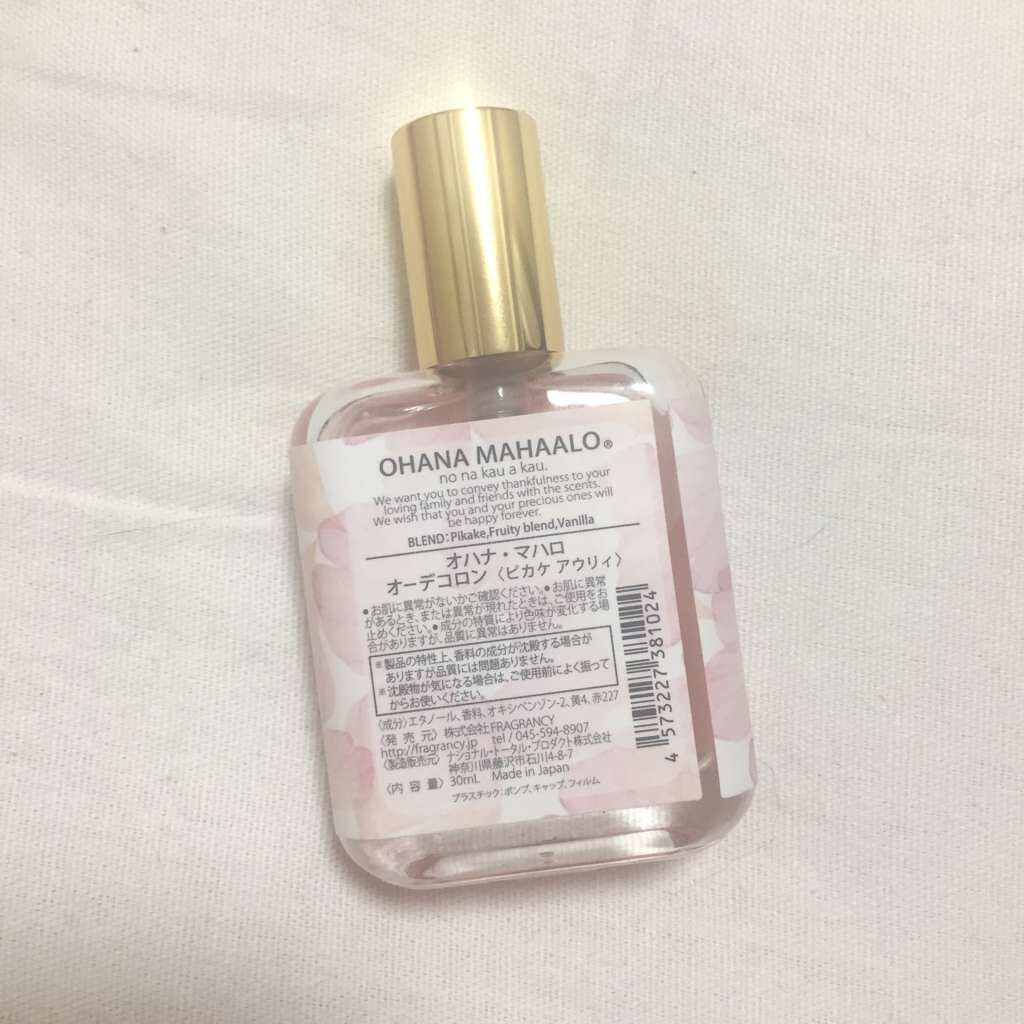 OHANA MAHAALO®
no na kau a kau.
We want you to convey thankfulness to your
loving family and friends with the scents.
We wish that you and your precious ones will
be happy forever.
BLEND:Pikake,Fruity blend,Vanilla
オハナ・マハロ
オーデコロン〈ピカケ アウリィ〉
●お肌に異常がないかご確認ください。●お肌に異常
があるとき、または異常が現れたときは、ご使用をお
止めください。●成分の特質により色味が変化する場
合がありますが、品質に異常はありません。
※製品の特性上、香料の成分が沈殿する場合が
ありますが品質には問題ありません。
※沈殿物が気になる場合は、ご使用前によく振って
からお使いください。
〈成分〉エタノール、香料、オキシベンゾン-2、黄4、赤227
〈発 売 元〉株式会社FRAGRANCY
http://fragrancy.jp tel / 045-594-8907
〈製造販売元〉ナショナル・トータル・プロダクト株式会社
神奈川県藤沢市石川4-8-7
〈内 容 量〉30mL Made in Japan
プラスチック:ポンプ、キャップ、フィルム
4 573227 381024